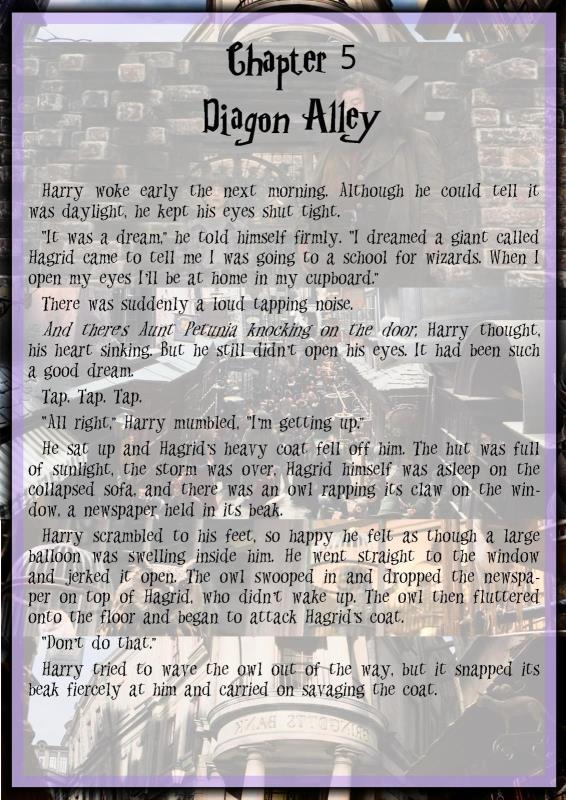 Chapter 5
Diagon Alley
Harry woke early the next morning. Although he could tell it
was daylight, he kept his eyes shut tight.
"It was a dream," he told himself firmly. "I dreamed a giant called
Hagrid came to tell me I was going to a school for wizards. When I
open my eyes I'll be at home in my cupboard."
There was suddenly a loud tapping noise.
And there's Aunt Petunia knocking on the door, Harry thought,
his heart sinking. But he still didn't open his eyes. It had been such
a good dream.
Tap. Tap. Tap.
"All right," Harry mumbled, "I'm getting up."
He sat up and Hagrid's heavy coat fell off him. The hut was full
of sunlight, the storm was over, Hagrid himself was asleep on the
collapsed sofa, and there was an owl rapping its claw on the win-
dow, a newspaper held in its beak.
Harry scrambled to his feet, so happy he felt as though a large
balloon was swelling inside him. He went straight to the window
and jerked it open. The owl swooped in and dropped the newspa-
per on top of Hagrid, who didn't wake up. The owl then fluttered
onto the floor and began to attack Hagrid's coat.
"Don't do that."
Harry tried to wave the owl out of the way, but it snapped its
beak fiercely at him and carried on savaging the coat.
GRINGOTTS BANK